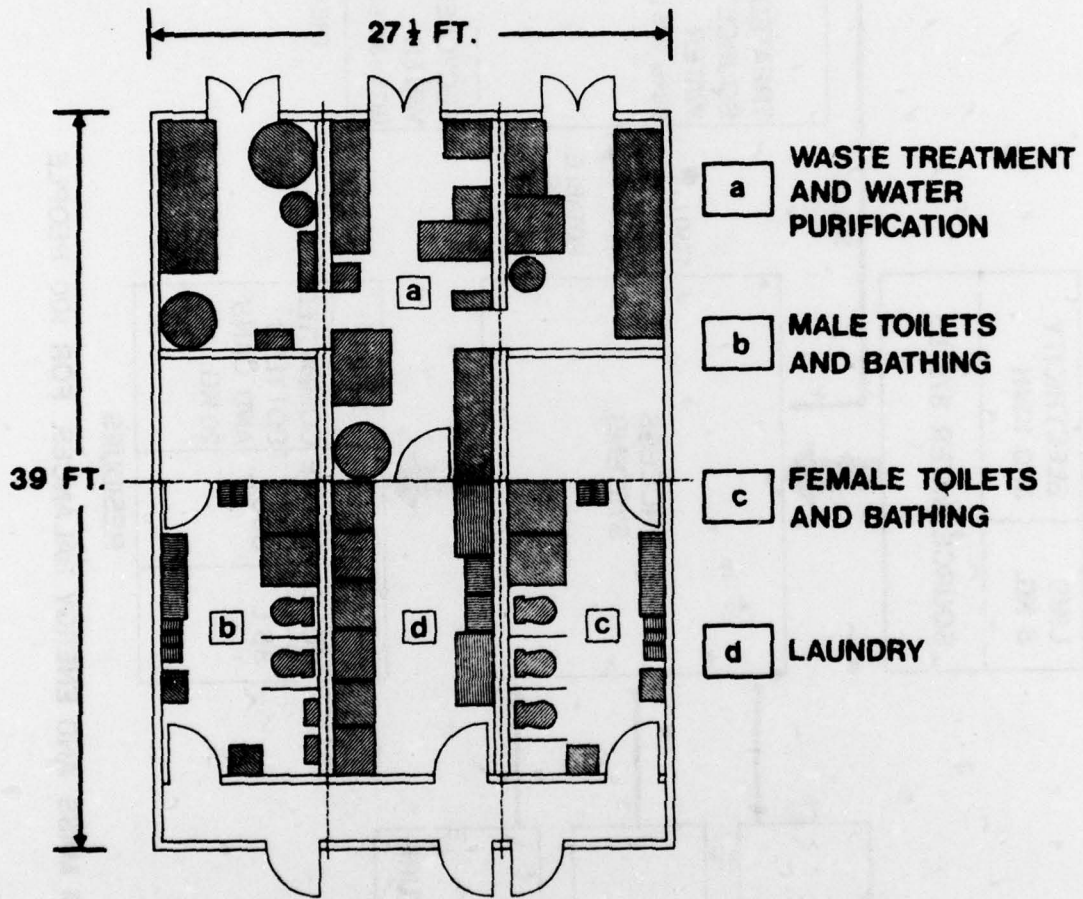 27 ½ FT.
39 FT.
a
b
d
c
a WASTE TREATMENT
AND WATER
PURIFICATION
b MALE TOILETS
AND BATHING
c FEMALE TOILETS
AND BATHING
d LAUNDRY